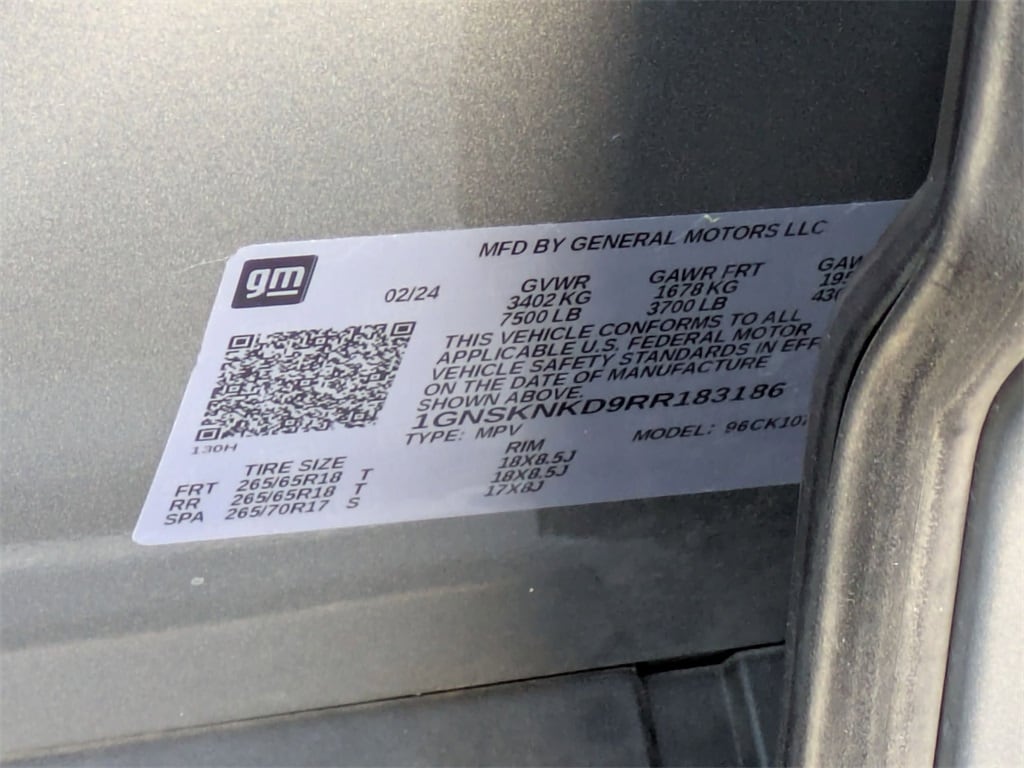 gm
MFD BY GENERAL MOTORS LLC
02/24
GVWR GAWR FRT
3402 KG 1678 KG
7500 LB 3700 LB
THIS VEHICLE CONFORMS TO ALL
APPLICABLE U.S. FEDERAL MOTOR
VEHICLE SAFETY STANDARDS IN EFF
ON THE DATE OF MANUFACTURE
SHOWN ABOVE.
1GNSKNKD9RR183186
TYPE: MPV MODEL: 96CK107
130H
TIRE SIZE RIM
FRT 265/65R18 T 18X8.5J
RR 265/65R18 T 18X8.5J
SPA 265/70R17 S 17X8J